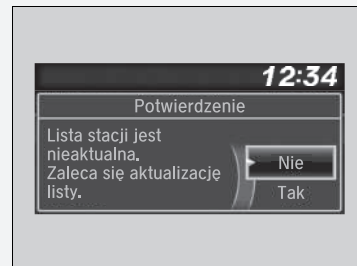 12:34
Potwierdzenie
Lista stacji jest
nieaktualna.
Zaleca się aktualizację
listy.
Nie
Tak